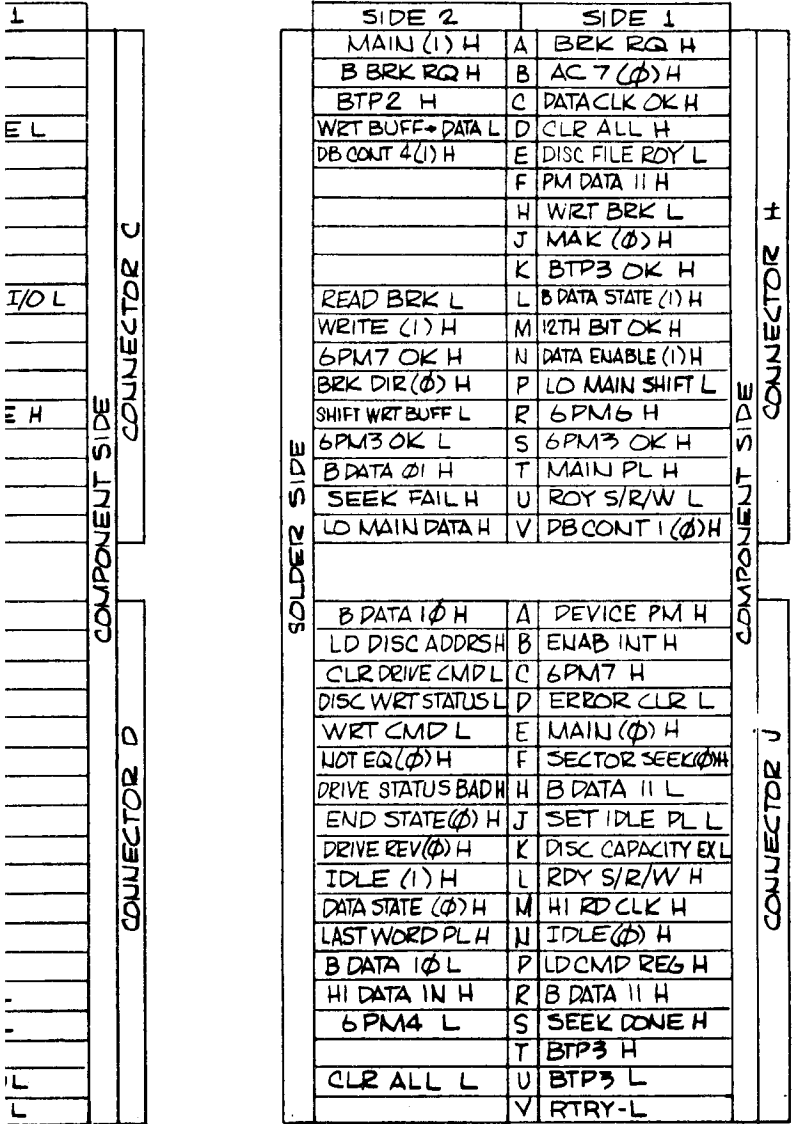 1
SIDE 2 SIDE 1
MAIN (1) H A BRK RQ H
B BRK RQ H B AC 7 (Ø) H
BTP2 H C DATA CLK OK H
E L
WRT BUFF→DATA L D CLR ALL H
DB CONT 4(1) H E DISC FILE RDY L
F PM DATA 11 H
H WRT BRK L
J MAK (Ø) H
K BTP3 OK H
I/O L
READ BRK L L B DATA STATE (1) H
WRITE (1) H M 12TH BIT OK H
6PM7 OK H N DATA ENABLE (1) H
BRK DIR (Ø) H P LO MAIN SHIFT L
E H
SHIFT WRT BUFF L R 6PM6 H
6PM3 OK L S 6PM3 OK H
B DATA Ø1 H T MAIN PL H
SEEK FAIL H U RDY S/R/W L
LO MAIN DATA H V DB CONT 1 (Ø) H
CONNECTOR C
COMPONENT SIDE
SOLDER SIDE
COMPONENT SIDE
CONNECTOR H
B DATA 1Ø H A DEVICE PM H
LD DISC ADDRS H B ENAB INT H
CLR DRIVE CMD L C 6PM7 H
DISC WRT STATUS L D ERROR CLR L
WRT CMD L E MAIN (Ø) H
NOT EQ (Ø) H F SECTOR SEEK(Ø)H
DRIVE STATUS BAD H H B DATA 11 L
END STATE (Ø) H J SET IDLE PL L
DRIVE REV (Ø) H K DISC CAPACITY EX L
IDLE (1) H L RDY S/R/W H
DATA STATE (Ø) H M HI RD CLK H
LAST WORD PL H N IDLE (Ø) H
B DATA 1Ø L P LD CMD REG H
HI DATA IN H R B DATA 11 H
6PM4 L S SEEK DONE H
T BTP3 H
L
CLR ALL L U BTP3 L
L
V RTRY-L
CONNECTOR D
CONNECTOR J